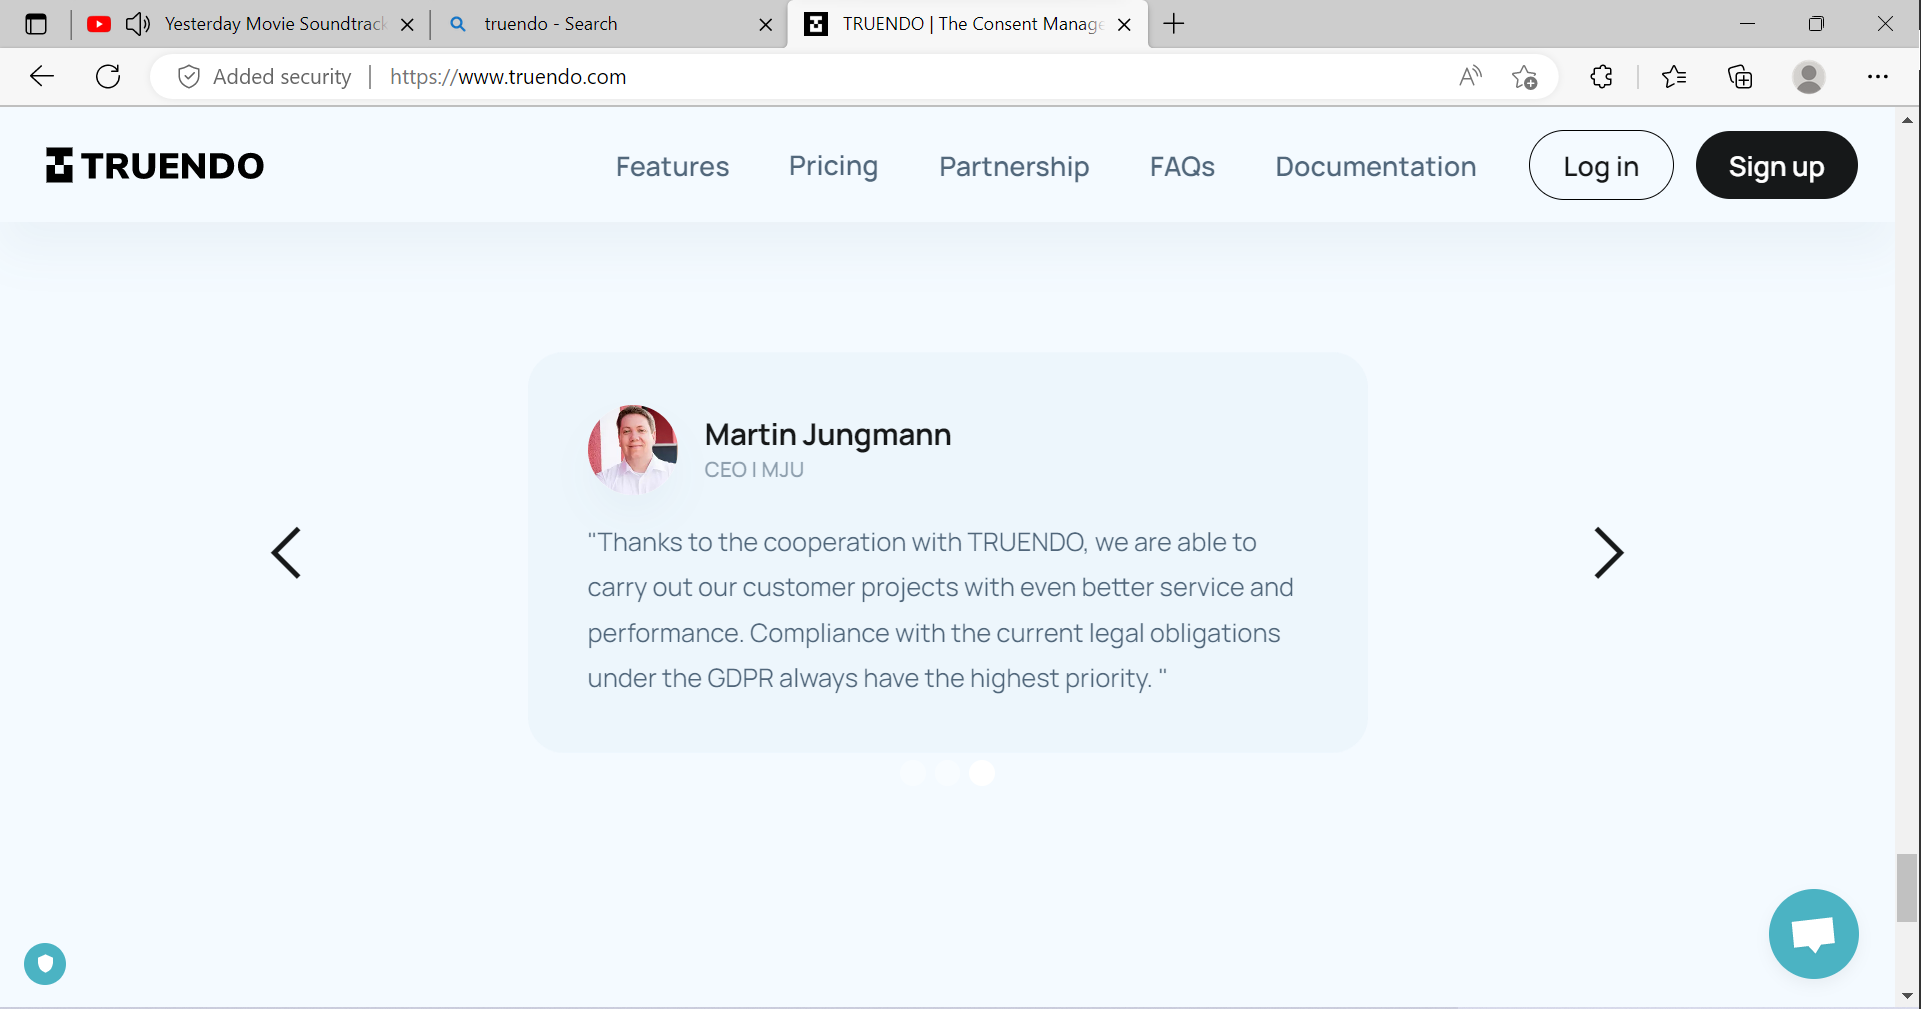 Yesterday Movie Soundtrack
truendo - Search
TRUENDO | The Consent Manage
Added security
https://www.truendo.com
TRUENDO
Features
Pricing
Partnership
FAQs
Documentation
Log in
Sign up
Martin Jungmann
CEO | MJU
"Thanks to the cooperation with TRUENDO, we are able to
carry out our customer projects with even better service and
performance. Compliance with the current legal obligations
under the GDPR always have the highest priority. "